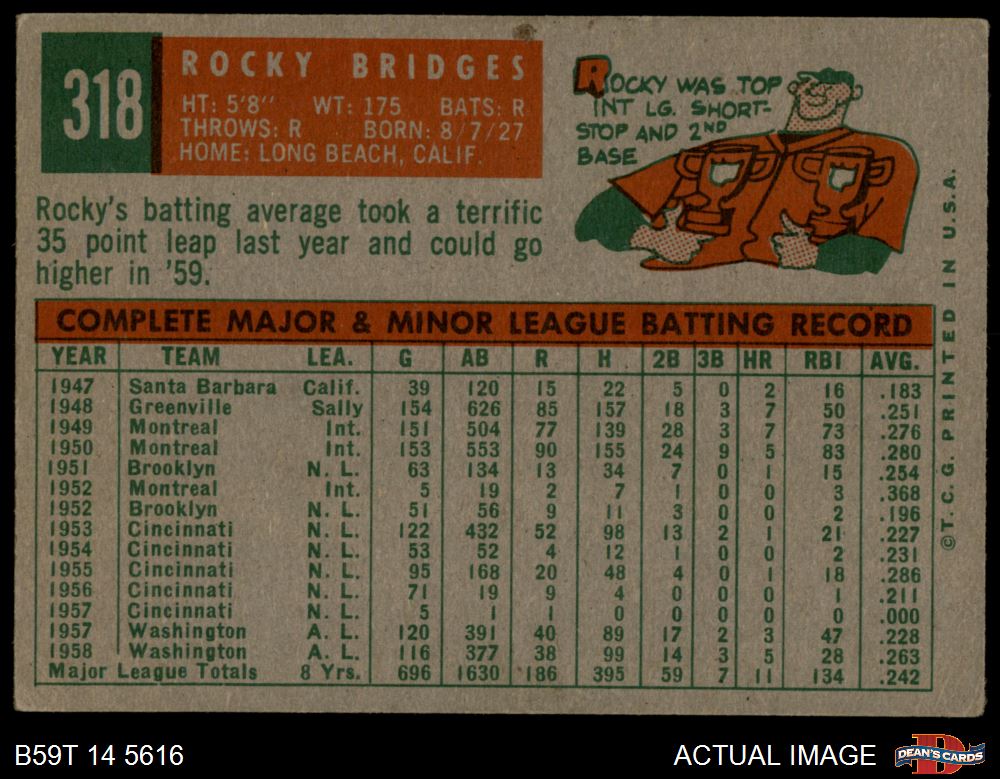 318
ROCKY BRIDGES
HT: 5'8" WT: 175 BATS: R
THROWS: R BORN: 8/7/27
HOME: LONG BEACH, CALIF.
ROCKY WAS TOP
INT LG. SHORT-
STOP AND 2ND
BASE
Rocky's batting average took a terrific
35 point leap last year and could go
higher in '59.
COMPLETE MAJOR & MINOR LEAGUE BATTING RECORD
YEAR TEAM LEA. G AB R H 2B 3B HR RBI AVG.
1947 Santa Barbara Calif. 39 120 15 22 5 0 2 16 .183
1948 Greenville Sally 154 626 85 157 18 3 7 50 .251
1949 Montreal Int. 151 504 77 139 28 3 7 73 .276
1950 Montreal Int. 153 553 90 155 24 9 5 83 .280
1951 Brooklyn N. L. 63 134 13 34 7 0 1 15 .254
1952 Montreal Int. 5 19 2 7 1 0 0 3 .368
1952 Brooklyn N. L. 51 56 9 11 3 0 0 2 .196
1953 Cincinnati N. L. 122 432 52 98 13 2 1 21 .227
1954 Cincinnati N. L. 53 52 4 12 1 0 0 2 .231
1955 Cincinnati N. L. 95 168 20 48 4 0 1 18 .286
1956 Cincinnati N. L. 71 19 9 4 0 0 0 1 .211
1957 Cincinnati N. L. 5 1 1 0 0 0 0 0 .000
1957 Washington A. L. 120 391 40 89 17 2 3 47 .228
1958 Washington A. L. 116 377 38 99 14 3 5 28 .263
Major League Totals 8 Yrs. 696 1630 186 395 59 7 11 134 .242
©T. C. G. PRINTED IN U.S.A.
B59T 14 5616
ACTUAL IMAGE
DEAN'S CARDS